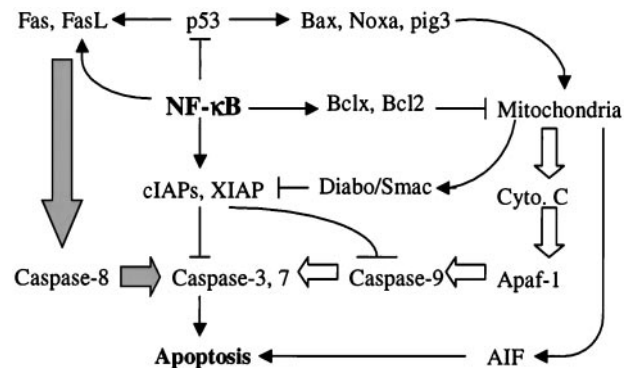 Fas, FasL p53 Bax, Noxa, pig3
NF-κB Bclx, Bcl2 Mitochondria
cIAPs, XIAP Diabo/Smac Cyto. C
Caspase-8 Caspase-3, 7 Caspase-9 Apaf-1
Apoptosis AIF